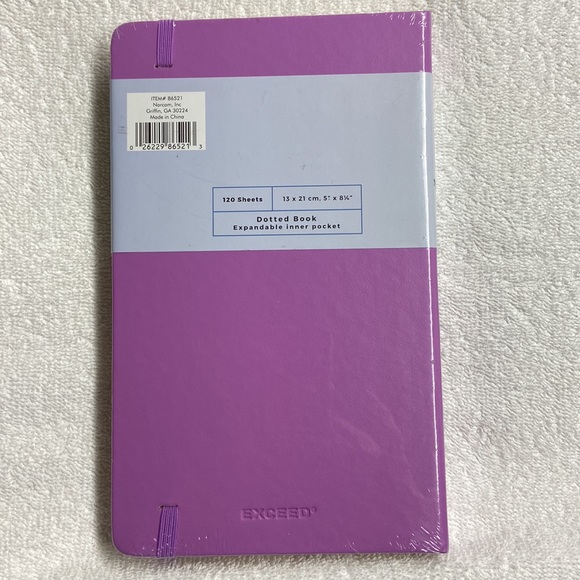 ITEM# 86521
Norcom, Inc
Griffin, GA 30224
Made in China
0 26229 86521 3
120 Sheets
13 x 21 cm, 5" x 8¼"
Dotted Book
Expandable inner pocket
EXCEED®